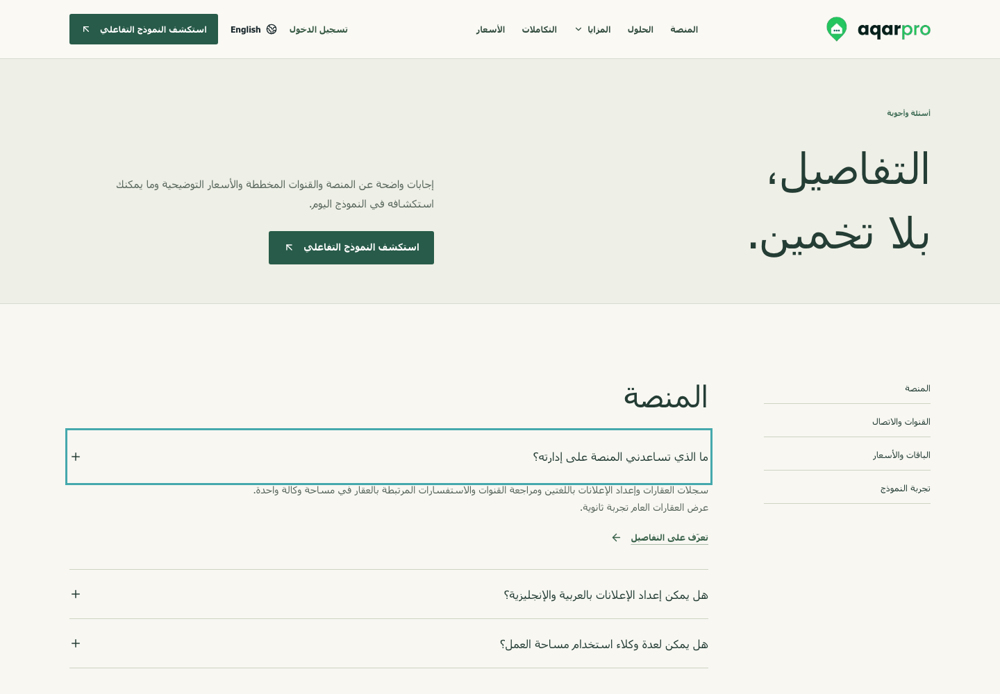 aqarpro
المنصة
الحلول
المزايا
التكاملات
الأسعار
تسجيل الدخول
English
استكشف النموذج التفاعلي
أسئلة وأجوبة
التفاصيل،
بلا تخمين.
إجابات واضحة عن المنصة والقنوات المخططة والأسعار التوضيحية وما يمكنك
استكشافه في النموذج اليوم.
استكشف النموذج التفاعلي
المنصة
القنوات والاتصال
الباقات والأسعار
تجربة النموذج
المنصة
ما الذي تساعدني المنصة على إدارته؟
سجلات العقارات وإعداد الإعلانات باللغتين ومراجعة القنوات والاستفسارات المرتبطة بالعقار في مساحة وكالة واحدة.
عرض العقارات العام تجربة ثانوية.
تعرّف على التفاصيل
هل يمكن إعداد الإعلانات بالعربية والإنجليزية؟
هل يمكن لعدة وكلاء استخدام مساحة العمل؟